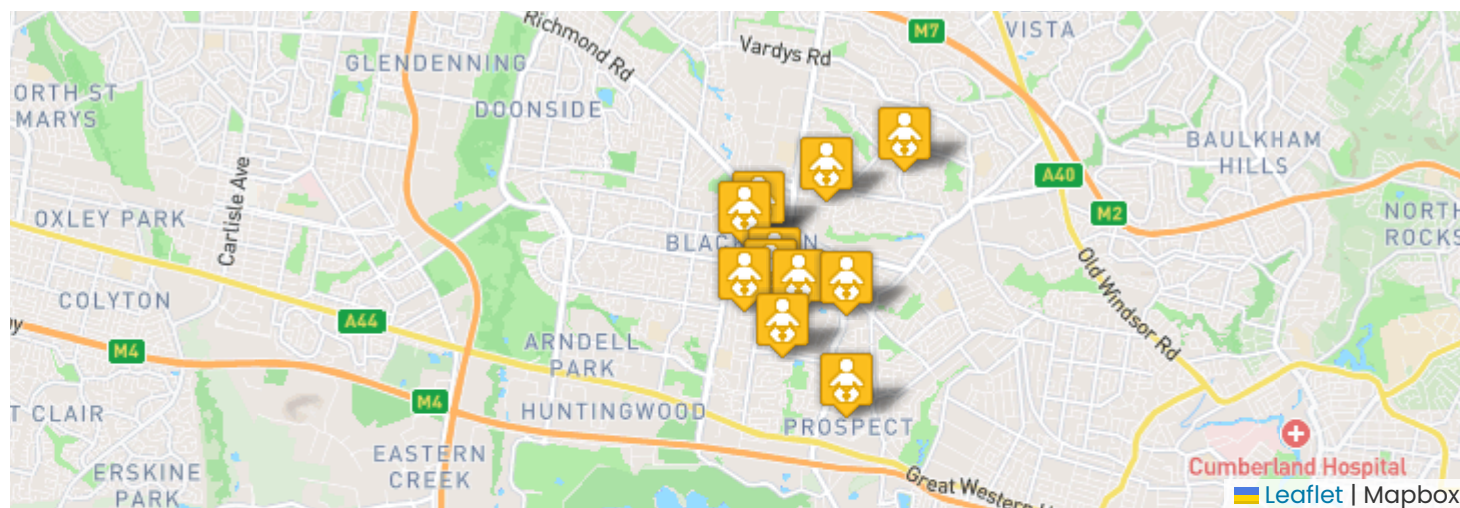 Richmond Rd
Vardys Rd
M7
VISTA
GLENDENNING
ORTH ST
MARYS
DOONSIDE
BAULKHAM
HILLS
A40
Carlisle Ave
OXLEY PARK
M2
NORTH
ROCKS
Old Windsor Rd
COLYTON
A44
M4
ARNDELL
PARK
M4
T CLAIR
HUNTINGWOOD
PROSPECT
EASTERN
CREEK
ERSKINE
PARK
Cumberland Hospital
Great Western
Leaflet | Mapbox